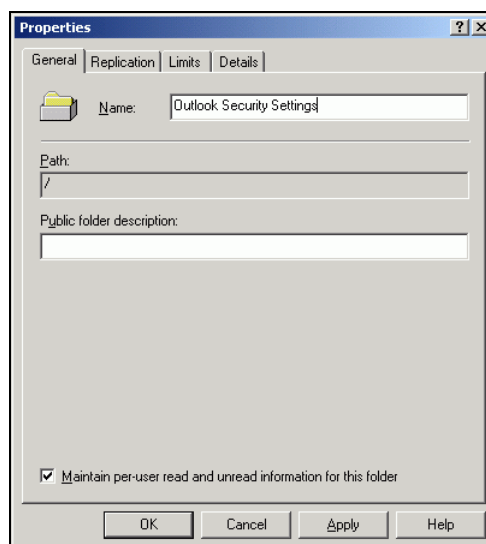 Properties
General Replication Limits Details
Name: Outlook Security Settings
Path:
/
Public folder description:
Maintain per-user read and unread information for this folder
OK Cancel Apply Help